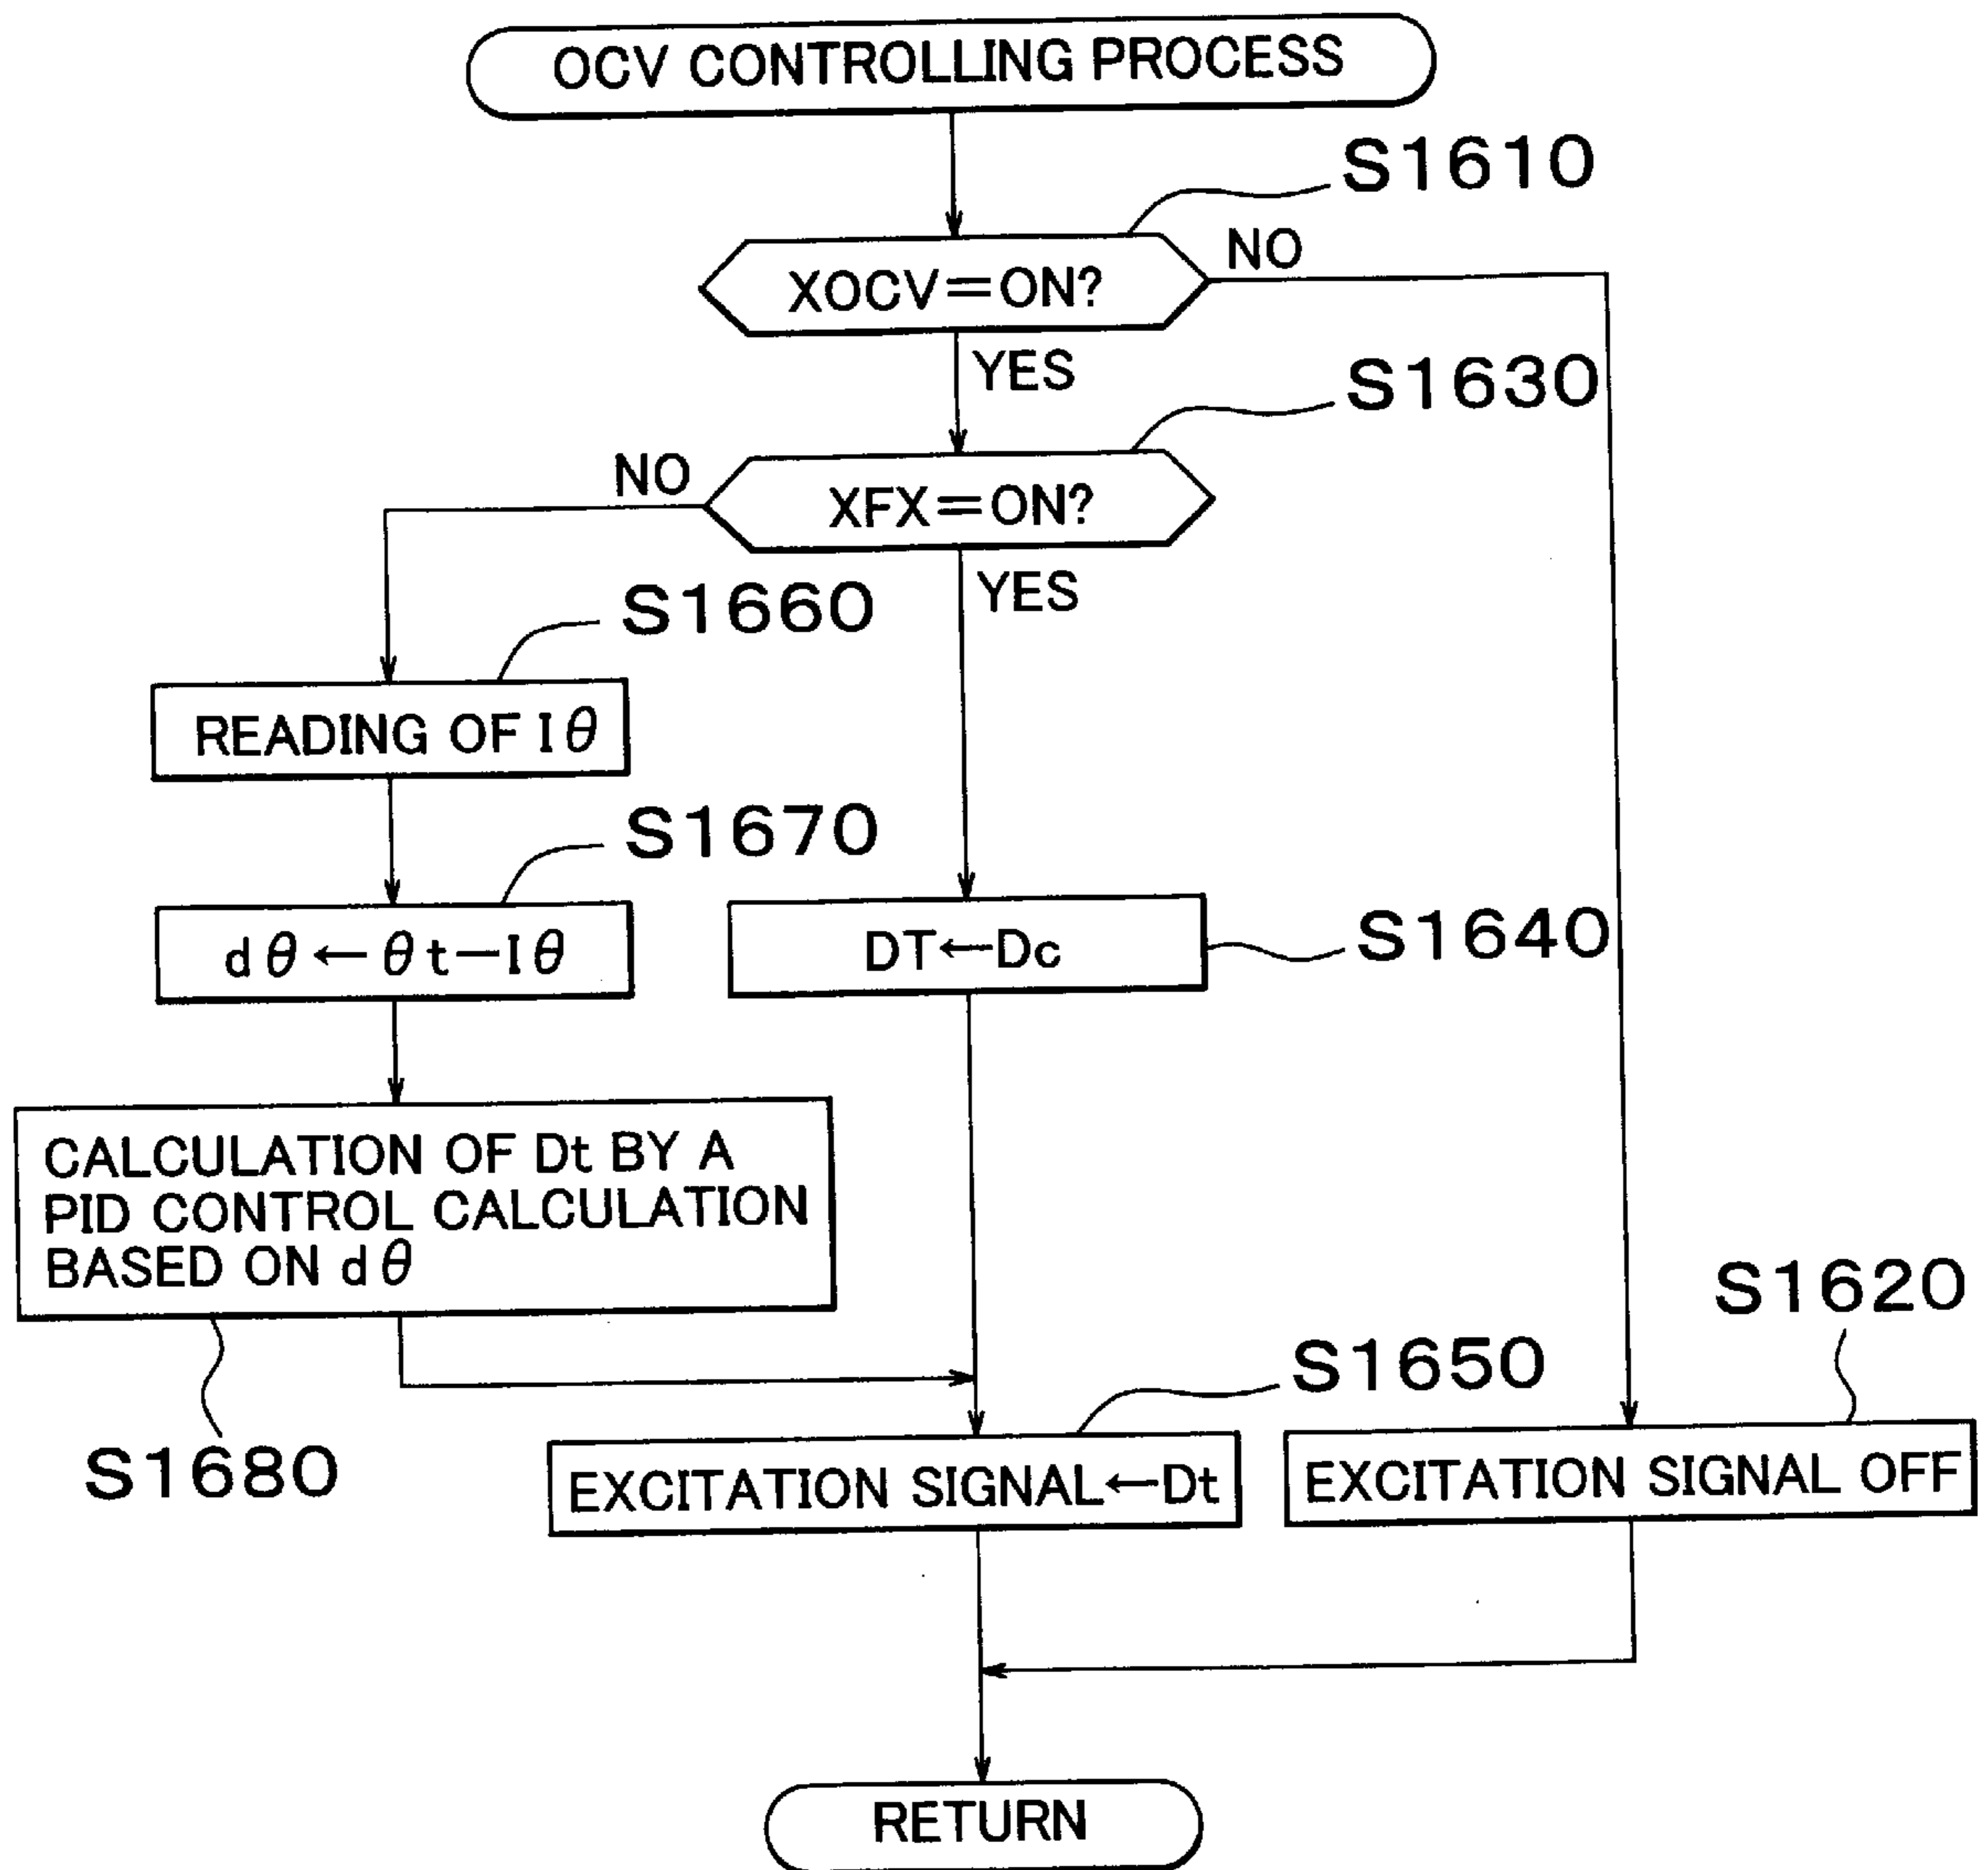 OCV CONTROLLING PROCESS
S1610
XOCV=ON?
NO
YES
S1630
XFX=ON?
NO
YES
S1660
READING OF Iθ
S1670
dθ←θt−Iθ
DT←Dc
S1640
CALCULATION OF Dt BY A
PID CONTROL CALCULATION
BASED ON dθ
S1680
S1650
EXCITATION SIGNAL←Dt
S1620
EXCITATION SIGNAL OFF
RETURN